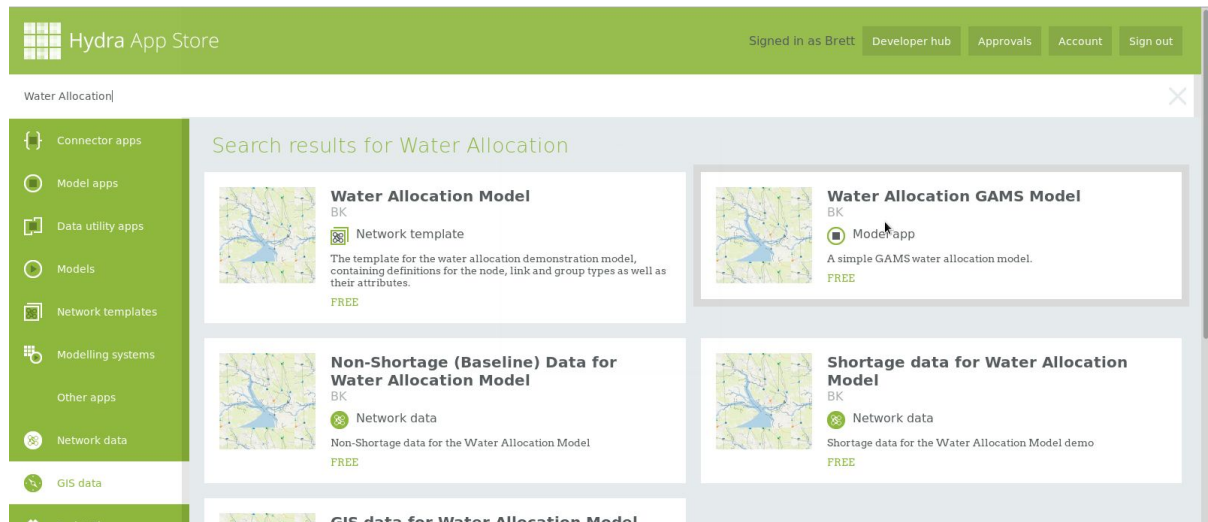 Hydra App Store
Signed in as Brett
Developer hub
Approvals
Account
Sign out
Water Allocation
Connector apps
Model apps
Data utility apps
Models
Network templates
Modelling systems
Other apps
Network data
GIS data
Search results for Water Allocation
Water Allocation Model
BK
Network template
The template for the water allocation demonstration model,
containing definitions for the node, link and group types as well as
their attributes.
FREE
Water Allocation GAMS Model
BK
Model app
A simple GAMS water allocation model.
FREE
Non-Shortage (Baseline) Data for
Water Allocation Model
BK
Network data
Non-Shortage data for the Water Allocation Model
FREE
Shortage data for Water Allocation
Model
BK
Network data
Shortage data for the Water Allocation Model demo
FREE
GIS data for Water Allocation Model